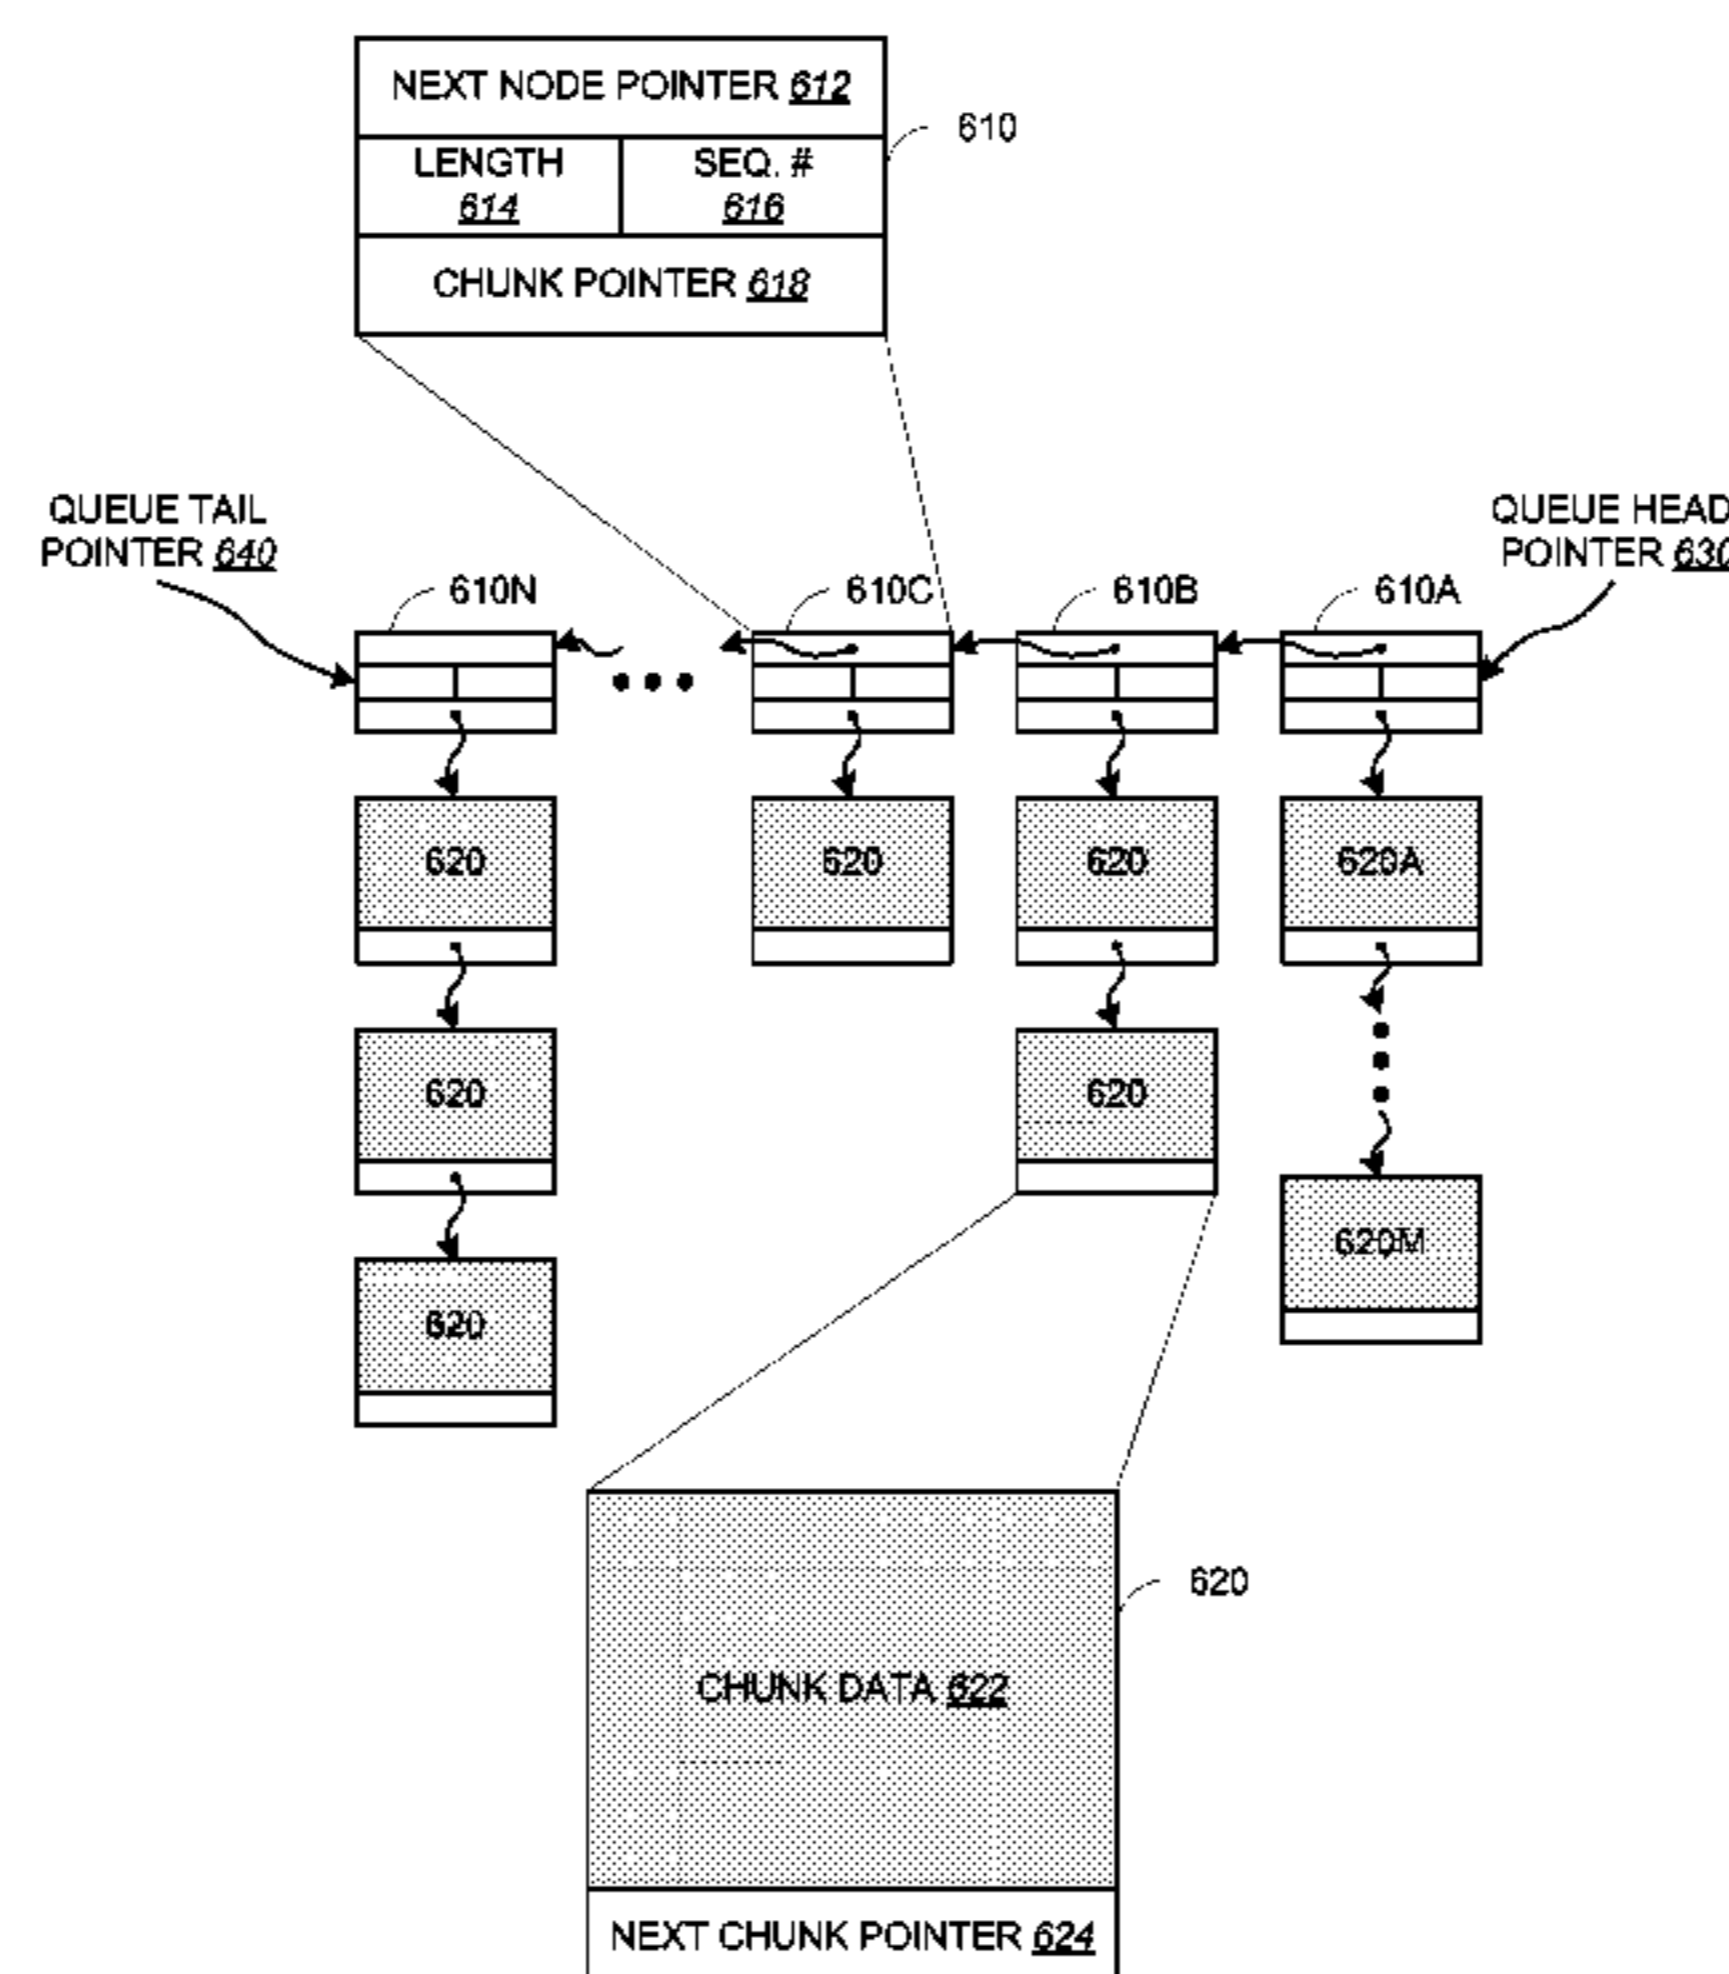 NEXT NODE POINTER 612
610
LENGTH
614
SEQ. #
616
CHUNK POINTER 618
QUEUE TAIL
POINTER 640
QUEUE HEAD
POINTER 630
610N
610C
610B
610A
620
620
620
620A
620
620
620M
620
620
CHUNK DATA 622
NEXT CHUNK POINTER 624